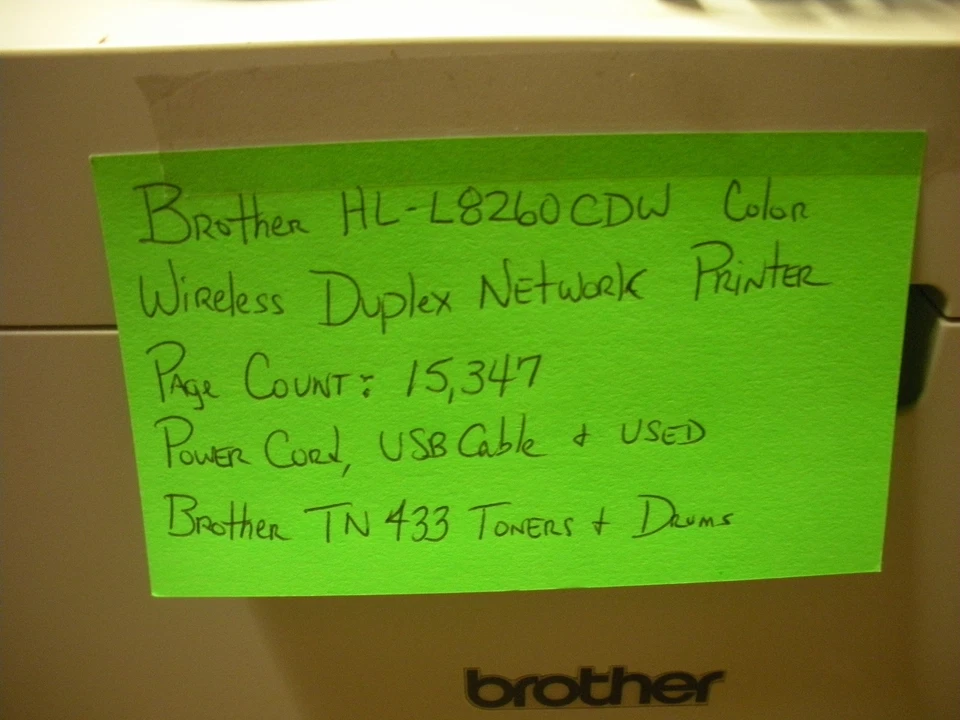 Brother HL-L8260CDW Color
Wireless Duplex Network Printer
Page Count: 15,347
Power Cord, USB Cable & USED
Brother TN 433 Toners & Drums
brother